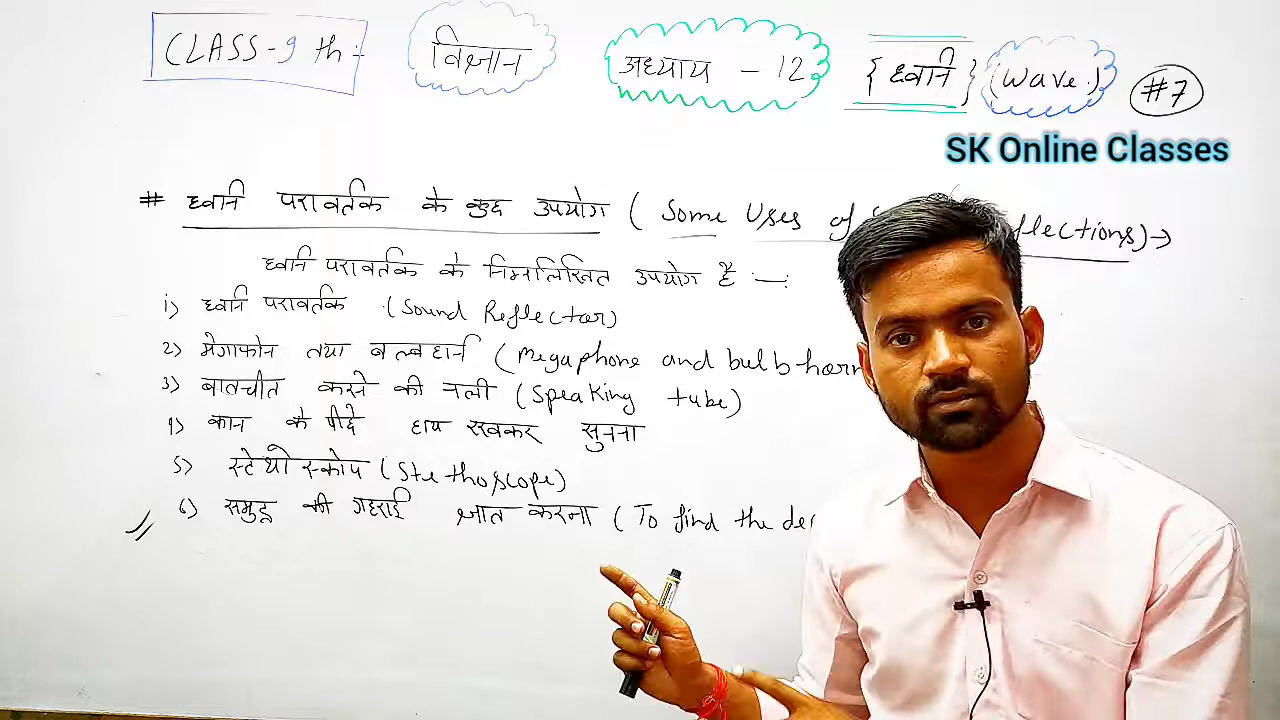 CLASS-9 th :-
विज्ञान
अध्याय - 12
{ध्वनि}
(Wave)
#7
SK Online Classes
# ध्वनि परावर्तक के कुछ उपयोग ( Some Uses of flections)→
ध्वनि परावर्तक के निम्नलिखित उपयोग है —:
1) ध्वनि परावर्तक (Sound Reflector)
2) मेगाफोन तथा बल्बहार्न (Megaphone and bulb horn
3) बातचीत करने की नली (Speaking tube)
4) कान के पीछे हाथ रखकर सुनना
5) स्टेथोस्कोप (Stethoscope)
6) समुद्र की गहराई ज्ञात करना ( To find the de